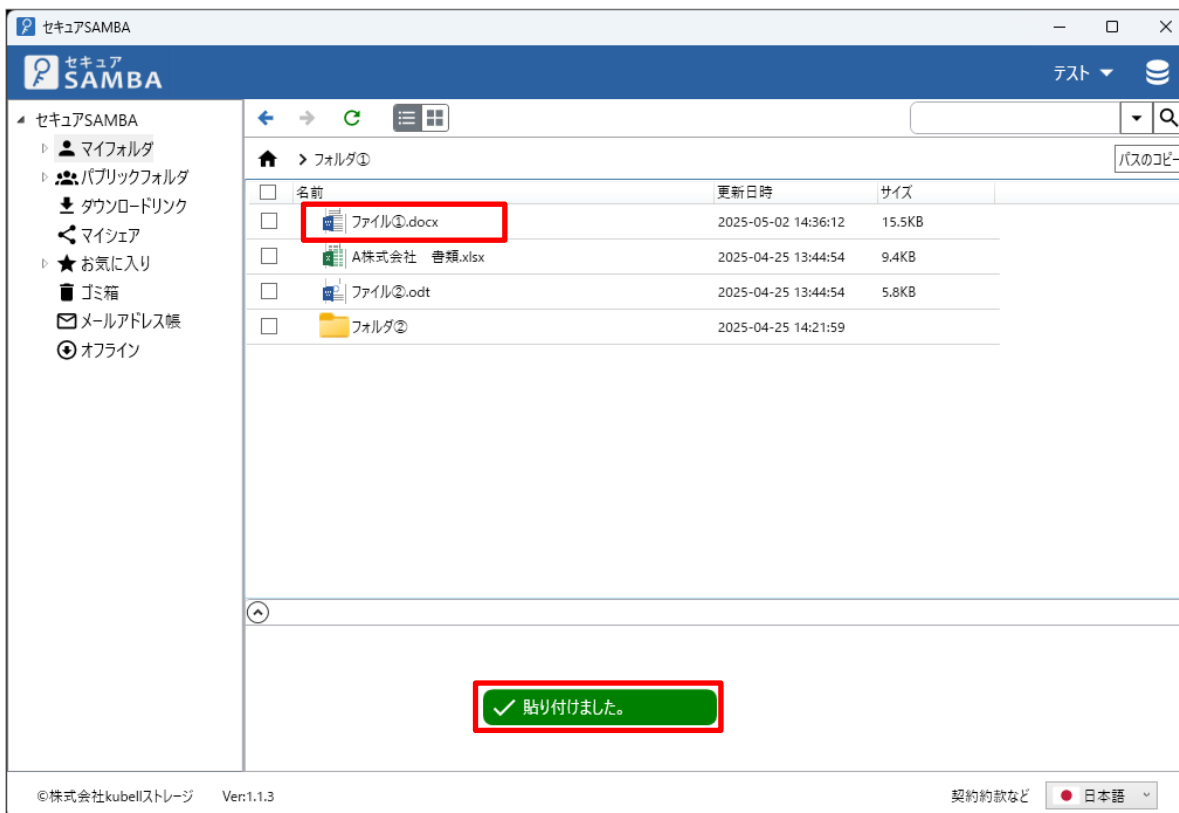 セキュアSAMBA
セキュア
SAMBA
テスト
セキュアSAMBA
マイフォルダ
パブリックフォルダ
ダウンロードリンク
マイシェア
お気に入り
ゴミ箱
メールアドレス帳
オフライン
フォルダ①
パスのコピー
名前 更新日時 サイズ
ファイル①.docx 2025-05-02 14:36:12 15.5KB
A株式会社　書類.xlsx 2025-04-25 13:44:54 9.4KB
ファイル②.odt 2025-04-25 13:44:54 5.8KB
フォルダ② 2025-04-25 14:21:59
貼り付けました。
©株式会社kubellストレージ Ver:1.1.3 契約約款など 日本語